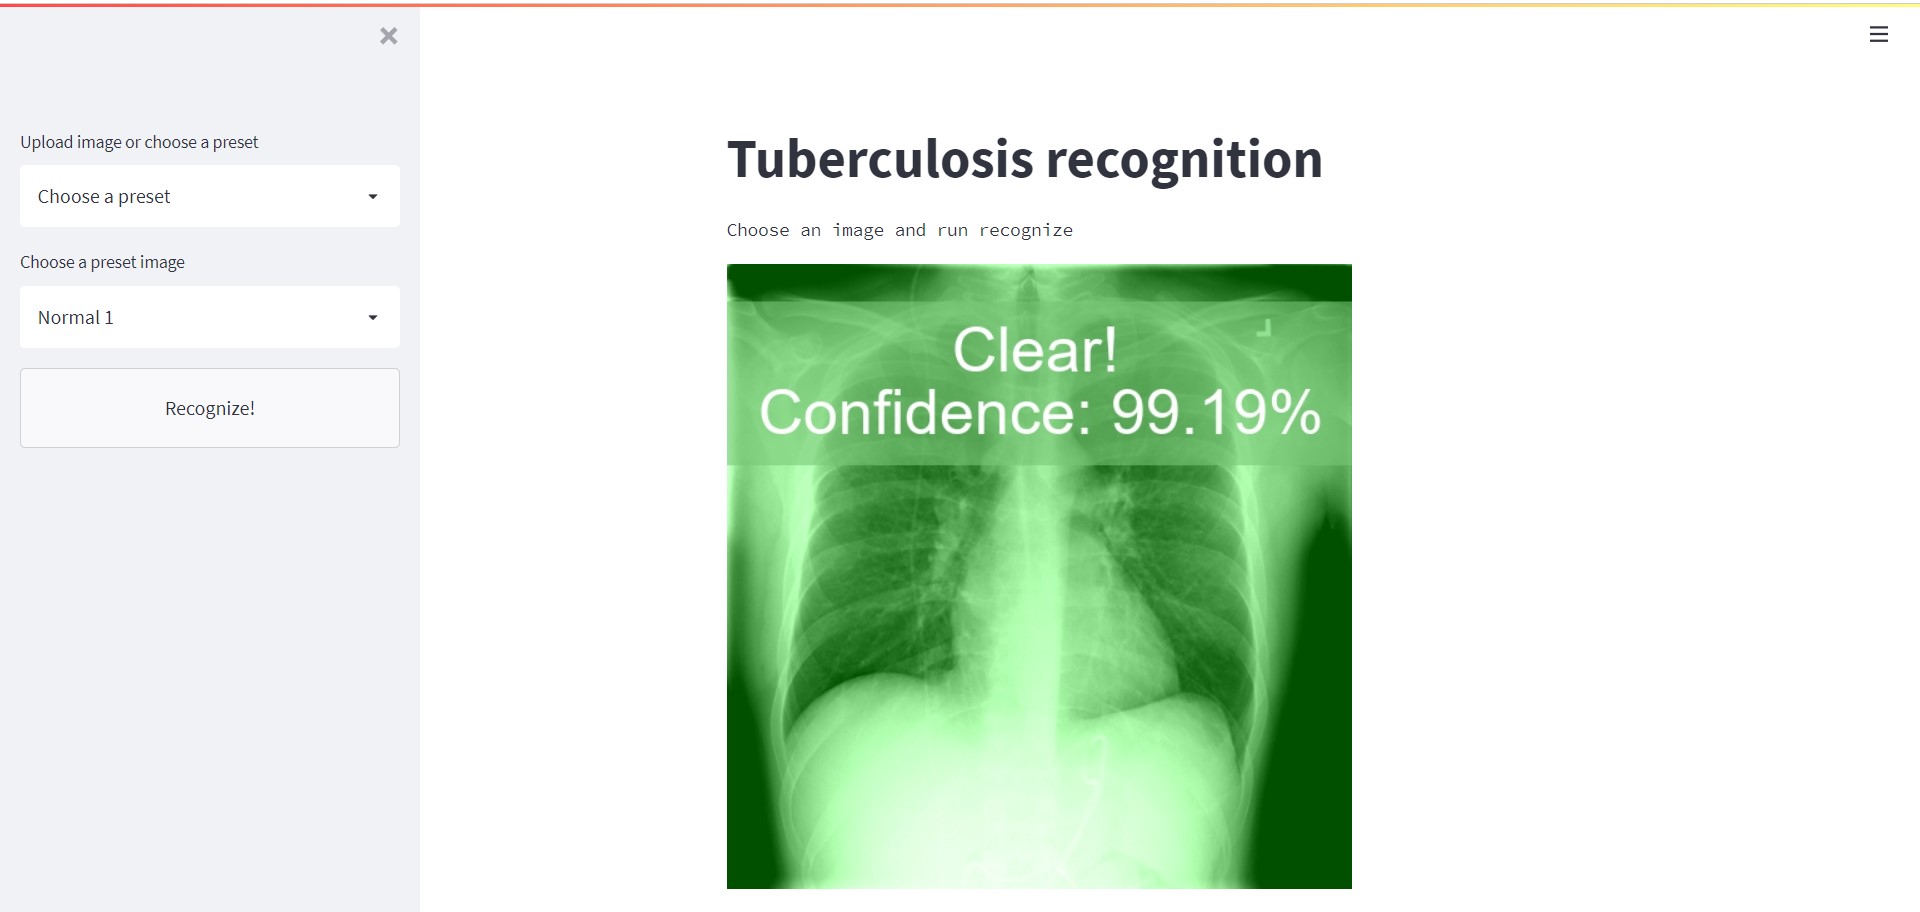 Upload image or choose a preset
Choose a preset
Choose a preset image
Normal 1
Recognize!
Tuberculosis recognition
Choose an image and run recognize
Clear!
Confidence: 99.19%